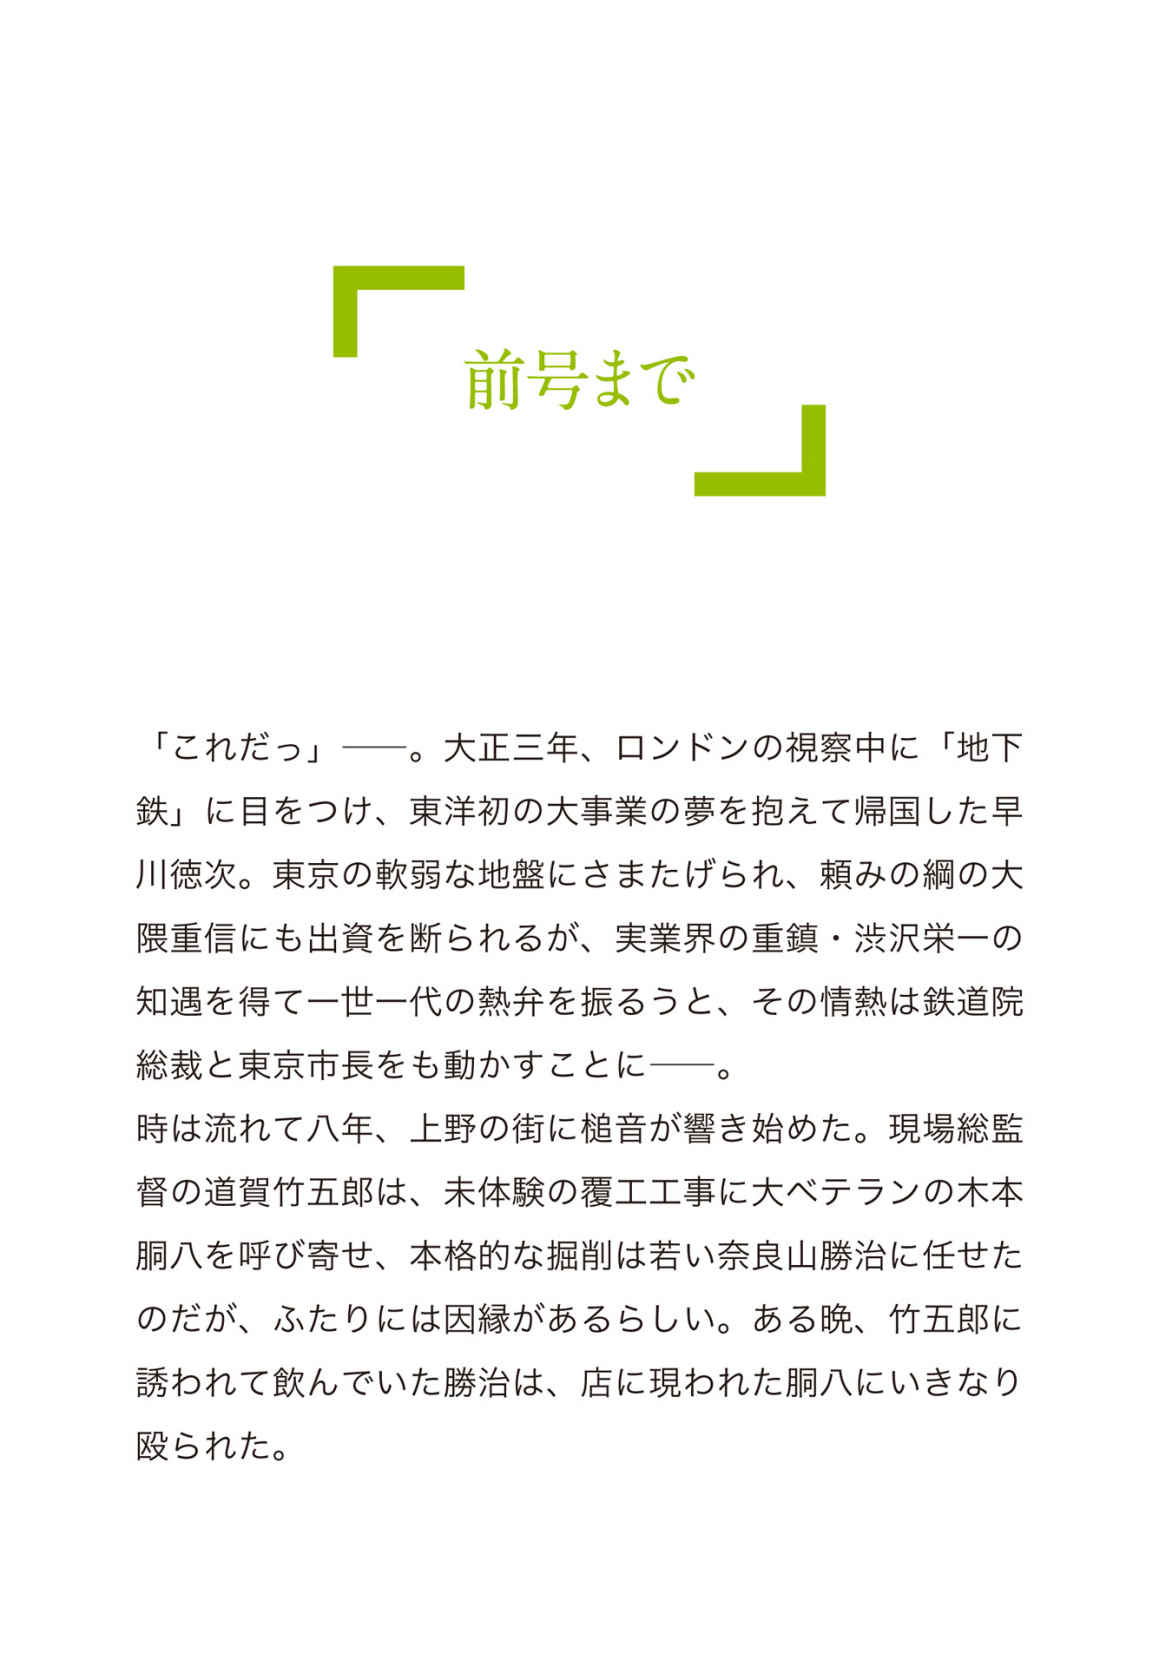 前号まで
「これだっ」――。大正三年、ロンドンの視察中に「地下
鉄」に目をつけ、東洋初の大事業の夢を抱えて帰国した早
川徳次。東京の軟弱な地盤にさまたげられ、頼みの綱の大
隈重信にも出資を断られるが、実業界の重鎮・渋沢栄一の
知遇を得て一世一代の熱弁を振るうと、その情熱は鉄道院
総裁と東京市長をも動かすことに――。
時は流れて八年、上野の街に槌音が響き始めた。現場総監
督の道賀竹五郎は、未体験の覆工工事に大ベテランの木本
胴八を呼び寄せ、本格的な掘削は若い奈良山勝治に任せた
のだが、ふたりには因縁があるらしい。ある晩、竹五郎に
誘われて飲んでいた勝治は、店に現われた胴八にいきなり
殴られた。